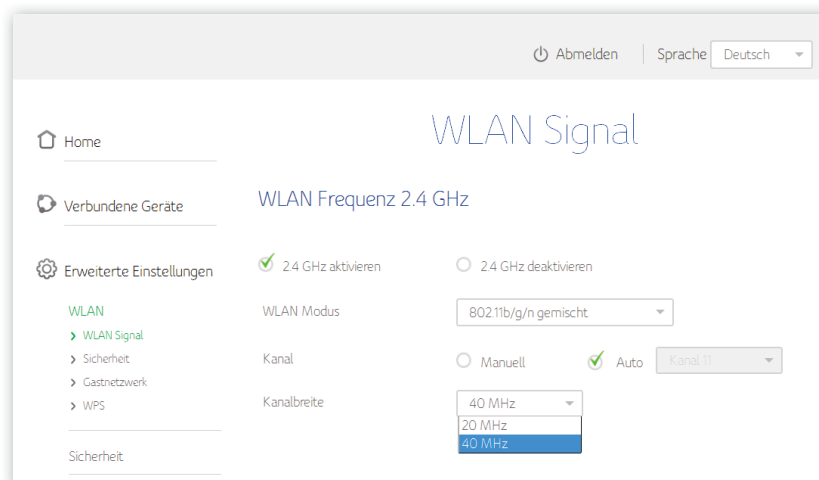 Abmelden Sprache Deutsch
WLAN Signal
Home
Verbundene Geräte
Erweiterte Einstellungen
WLAN
WLAN Signal
Sicherheit
Gastnetzwerk
WPS
Sicherheit
WLAN Frequenz 2.4 GHz
2.4 GHz aktivieren 2.4 GHz deaktivieren
WLAN Modus 802.11b/g/n gemischt
Kanal Manuell Auto Kanal 11
Kanalbreite 40 MHz
20 MHz
40 MHz